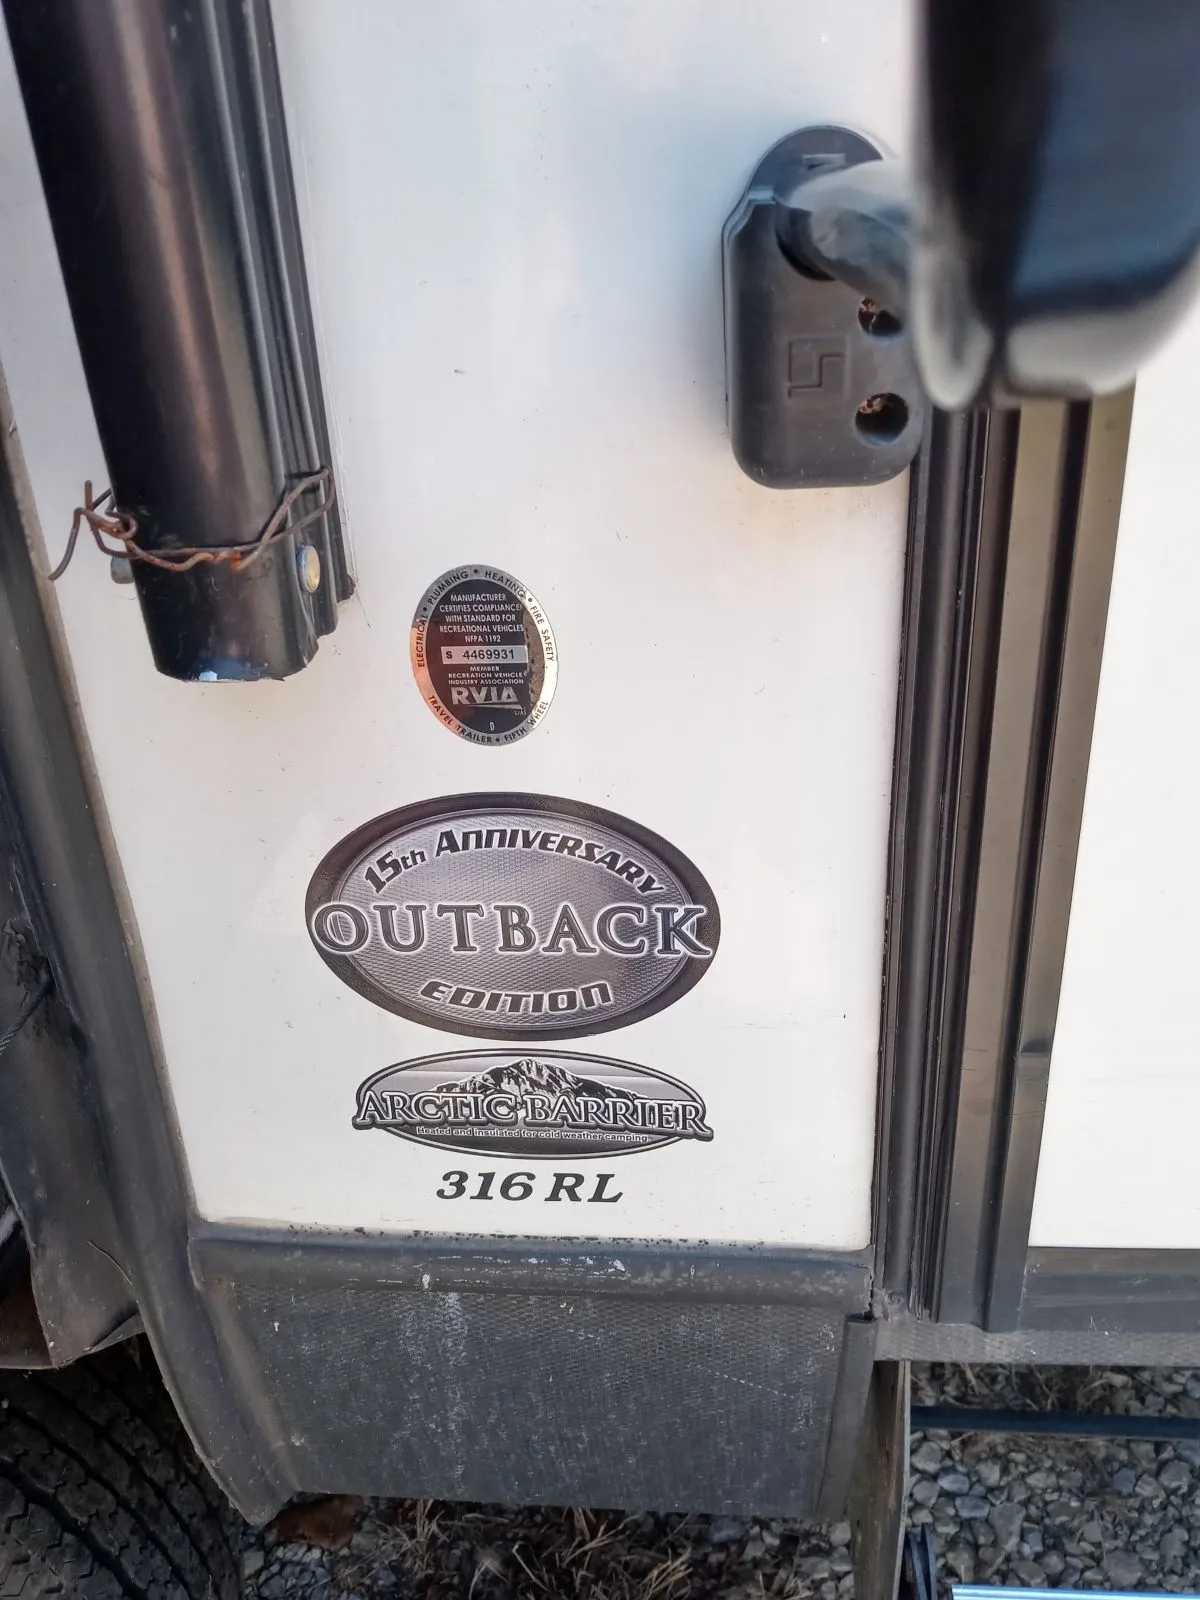 ELECTRICAL • PLUMBING • HEATING • FIRE SAFETY
MANUFACTURER
CERTIFIES COMPLIANCE
WITH STANDARD FOR
RECREATIONAL VEHICLES
NFPA 1192
S 4469931
MEMBER
RECREATION VEHICLE
INDUSTRY ASSOCIATION
RVIA
D
TRAVEL TRAILER • FIFTH WHEEL
15th ANNIVERSARY
OUTBACK
EDITION
ARCTIC BARRIER
Heated and insulated for cold weather camping.
316 RL